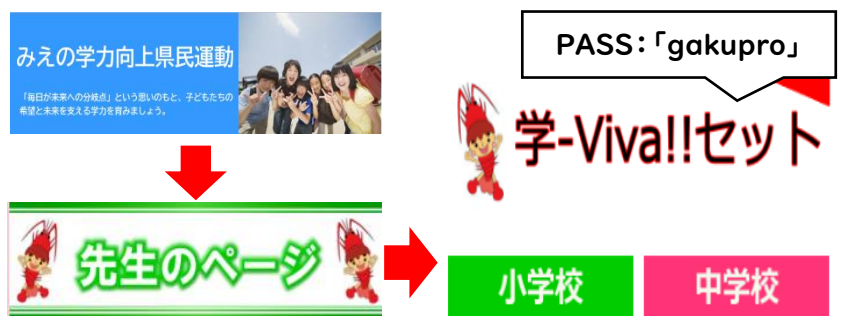 みえの学力向上県民運動
「毎日が未来への分岐点」という思いのもと、子どもたちの
希望と未来を支える学力を育みましょう。
先生のページ
PASS:「gakupro」
学-Viva!!セット
小学校
中学校